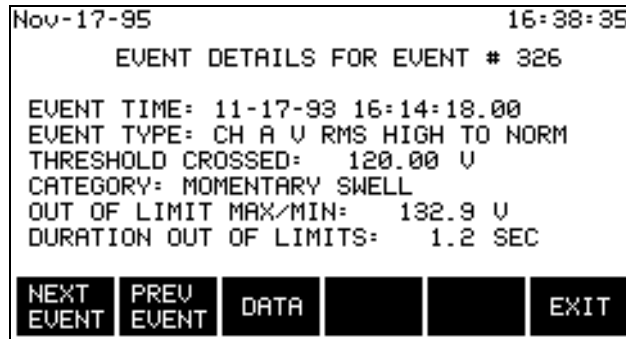 Nov-17-95 16:38:35
EVENT DETAILS FOR EVENT # 326
EVENT TIME: 11-17-93 16:14:18.00
EVENT TYPE: CH A V RMS HIGH TO NORM
THRESHOLD CROSSED: 120.00 V
CATEGORY: MOMENTARY SWELL
OUT OF LIMIT MAX/MIN: 132.9 V
DURATION OUT OF LIMITS: 1.2 SEC
NEXT EVENT
PREV EVENT
DATA
EXIT